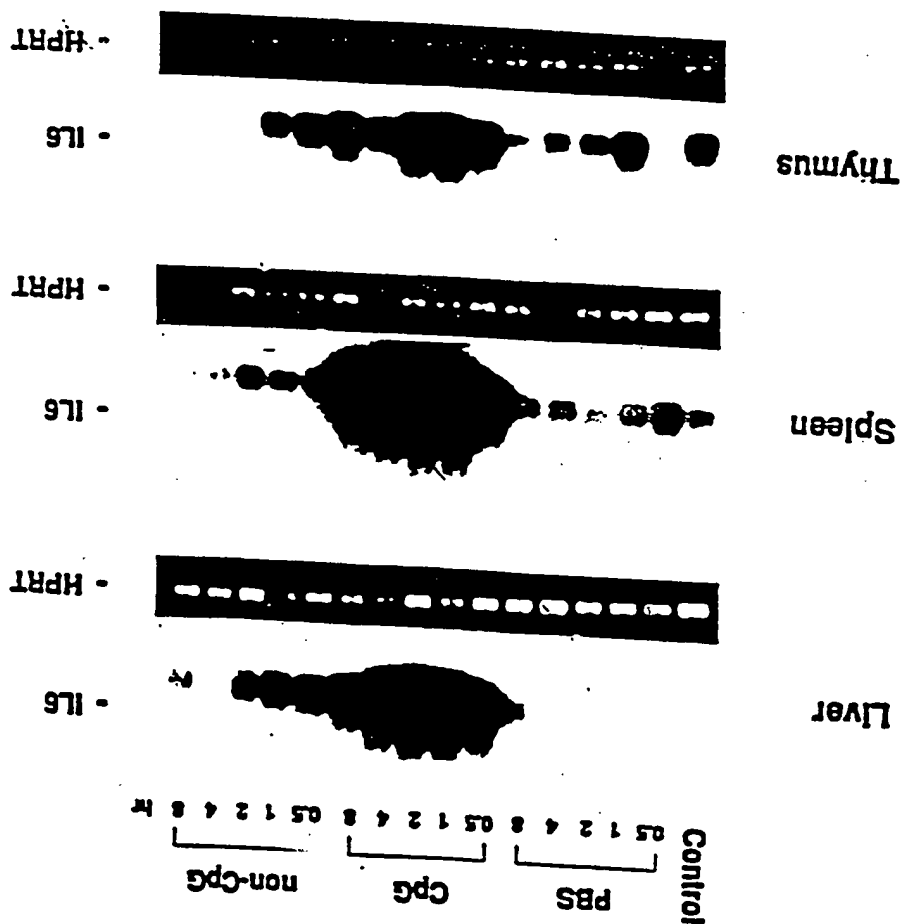 Control PBS CpG non-CpG
0.5 1 2 4 8 0.5 1 2 4 8 0.5 1 2 4 8 hr
Liver - IL6
- HPRT
Spleen - IL6
- HPRT
Thymus - IL6
- HPRT